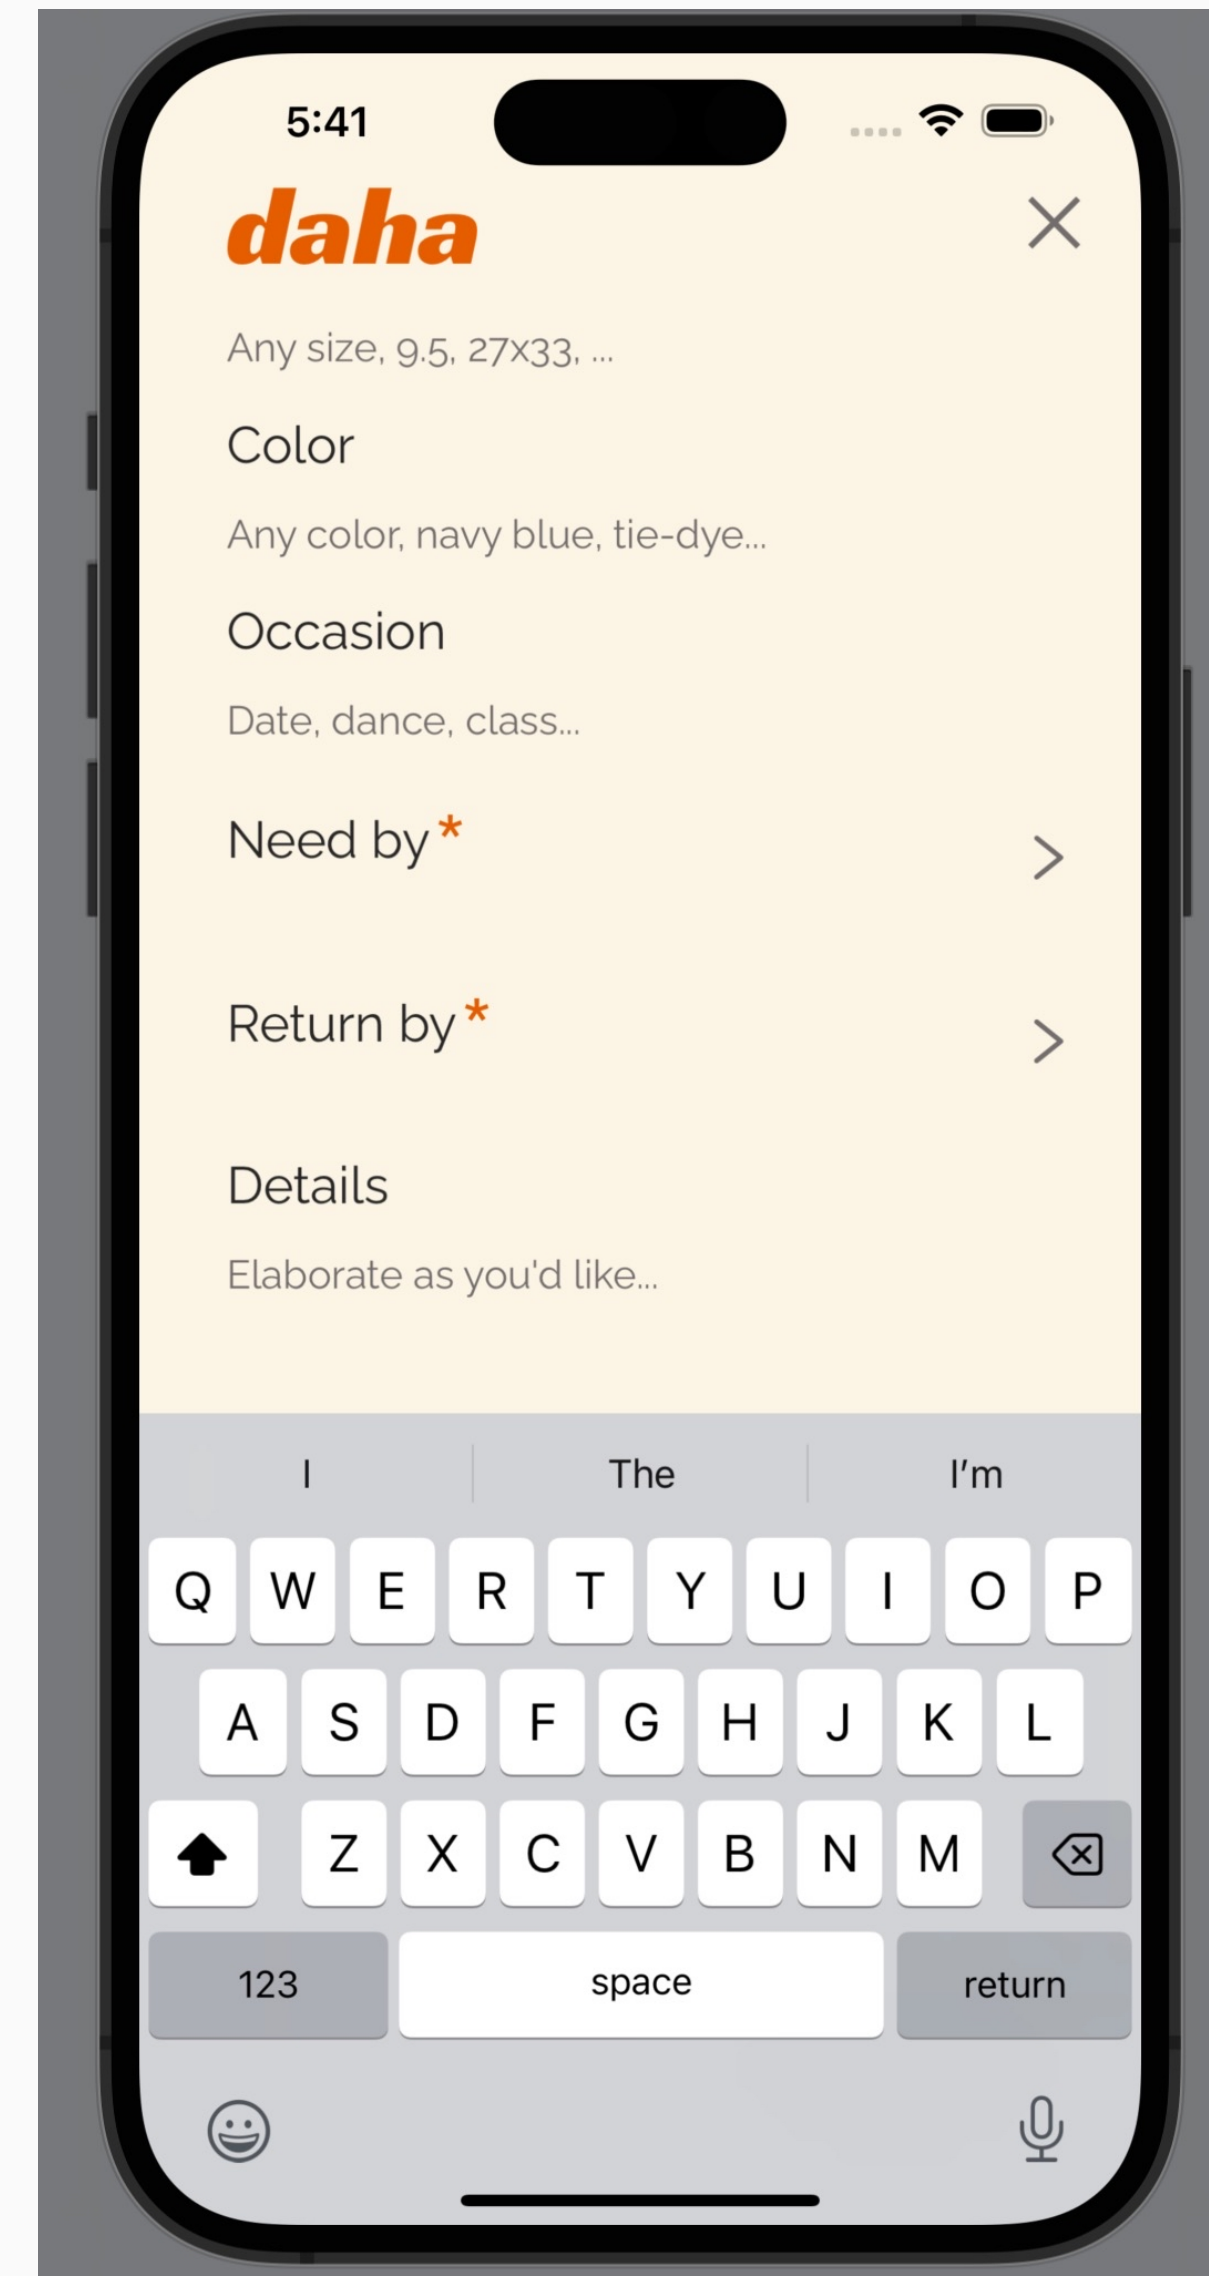 5:41
daha
Any size, 9.5, 27x33, ...
Color
Any color, navy blue, tie-dye...
Occasion
Date, dance, class...
Need by*
Return by*
Details
Elaborate as you'd like...
I The I'm
Q W E R T Y U I O P
A S D F G H J K L
Z X C V B N M
123 space return